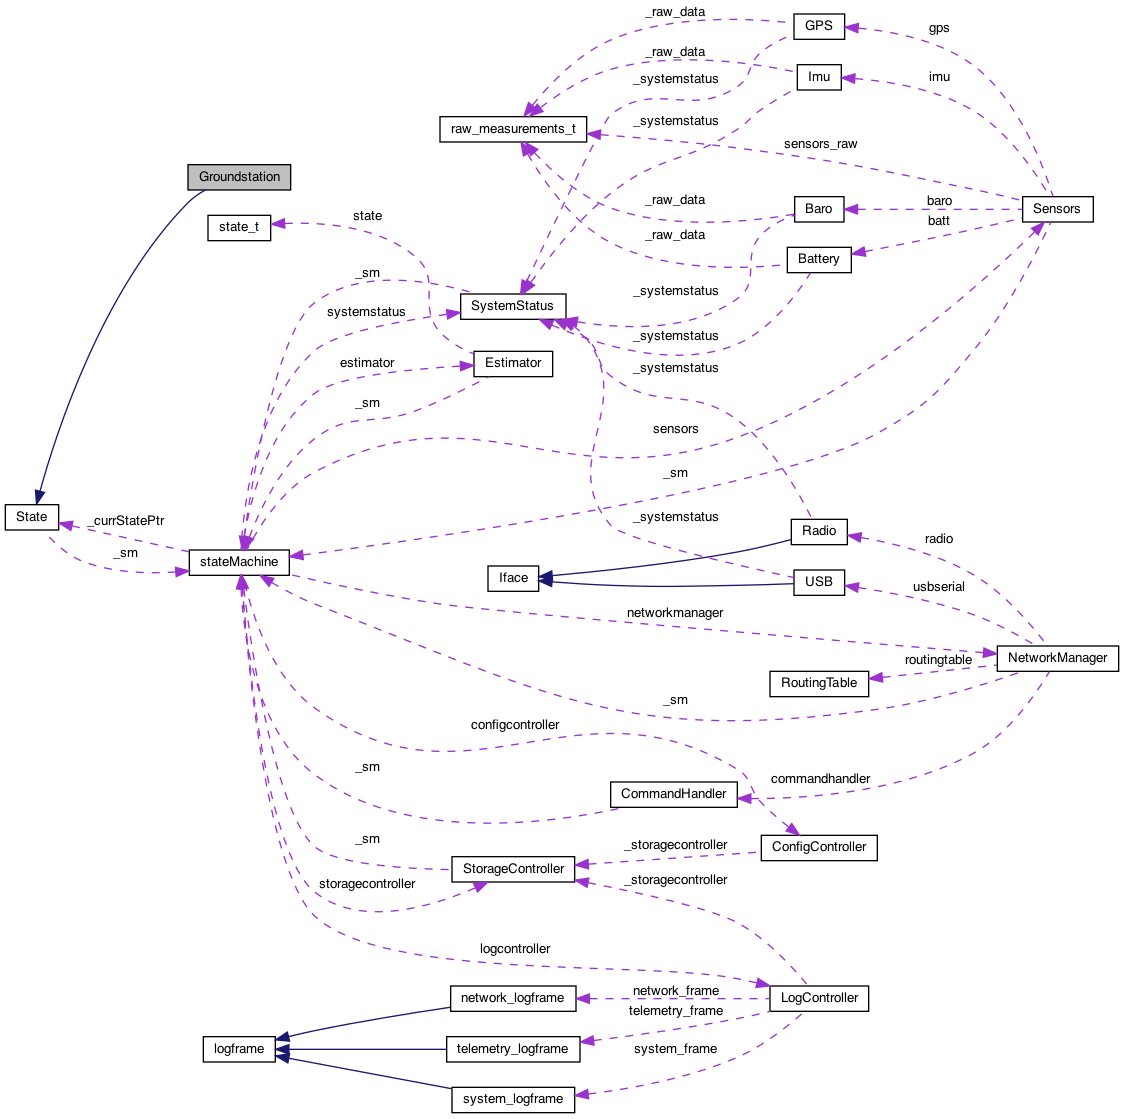 _raw_data
GPS
gps
_raw_data
Imu
imu
_systemstatus
raw_measurements_t
_systemstatus
sensors_raw
Groundstation
_raw_data
Baro
baro
Sensors
state
state_t
batt
_raw_data
Battery
_sm
_systemstatus
SystemStatus
systemstatus
_systemstatus
estimator
Estimator
_systemstatus
_sm
sensors
_sm
State
_currStatePtr
_systemstatus
Radio
radio
_sm
stateMachine
Iface
USB
usbserial
networkmanager
NetworkManager
routingtable
RoutingTable
_sm
configcontroller
_sm
commandhandler
CommandHandler
_sm
_storagecontroller
ConfigController
StorageController
storagecontroller
_storagecontroller
logcontroller
network_frame
network_logframe
LogController
telemetry_frame
logframe
telemetry_logframe
system_frame
system_logframe